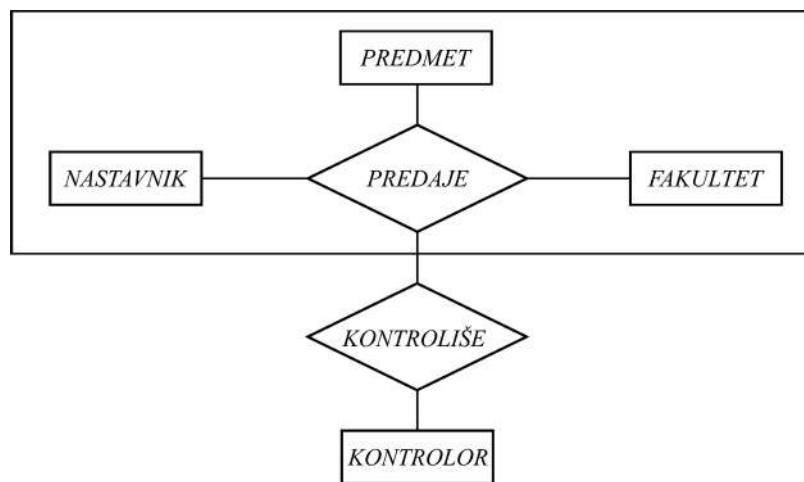 PREDMET
NASTAVNIK
PREDAJE
FAKULTET
KONTROLIŠE
KONTROLOR